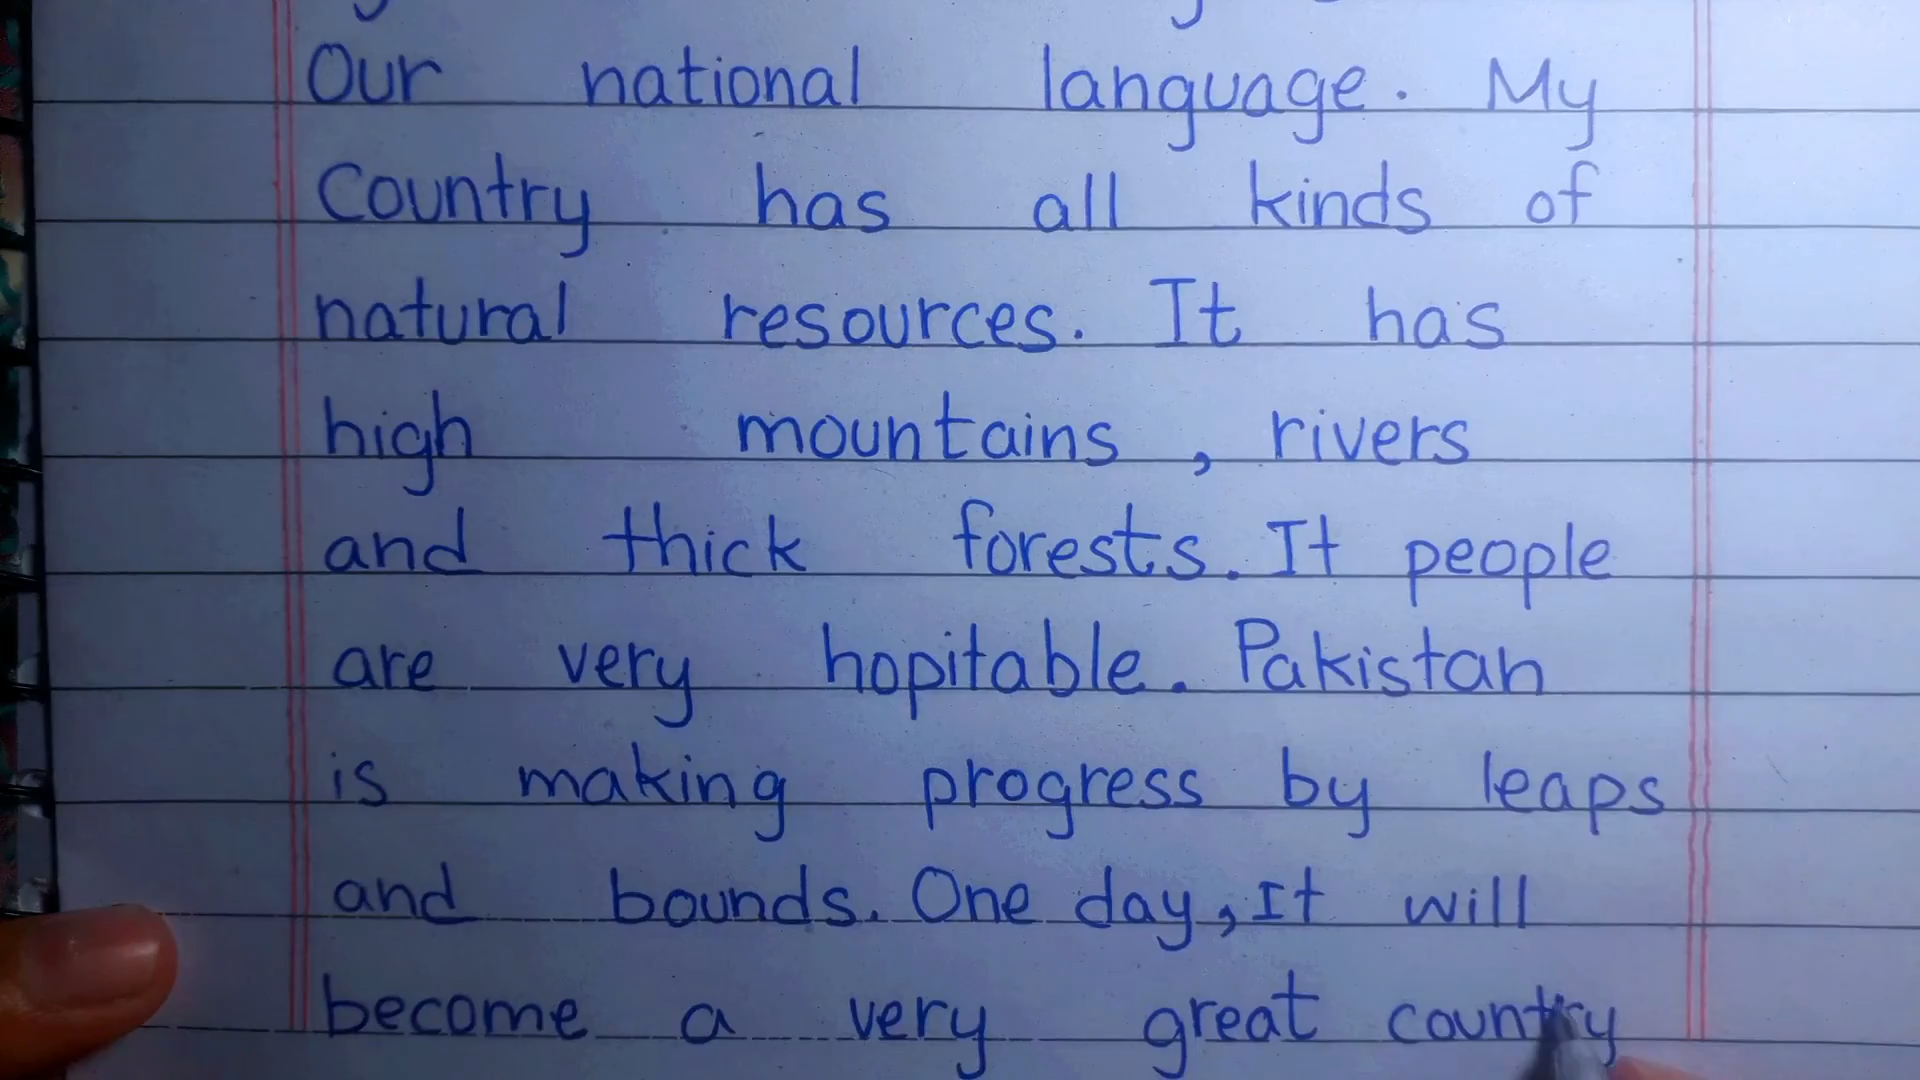 Our national language. My
Country has all kinds of
natural resources. It has
high mountains, rivers
and thick forests. It people
are very hopitable. Pakistan
is making progress by leaps
and bounds. One day, It will
become a very great country